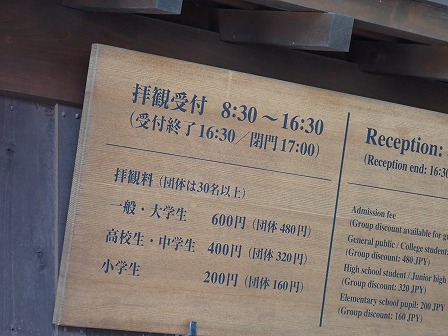 拝観受付 8:30～16:30
(受付終了16:30/閉門17:00)
拝観料 (団体は30名以上)
一般・大学生 600円 (団体480円)
高校生・中学生 400円 (団体320円)
小学生 200円 (団体160円)
Reception:
(Reception end: 16:30
Admission fee
(Group discount available for
General public / College student:
(Group discount: 480 JPY)
High school student / Junior high
(Group discount: 320 JPY)
Elementary school pupil: 200 JPY
(Group discount: 160 JPY)